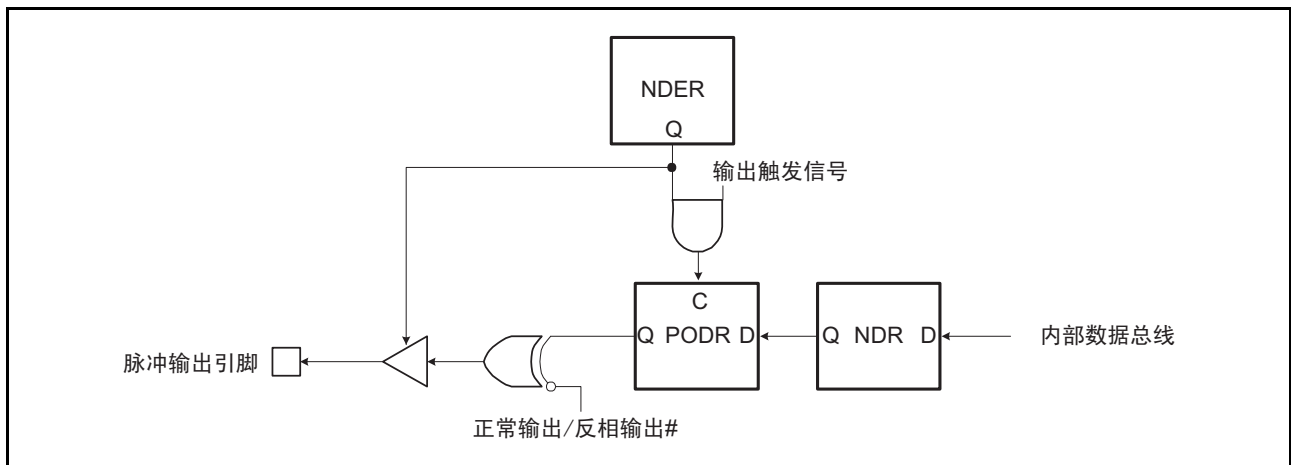 NDER
Q
输出触发信号
C
Q PODR D
Q NDR D
内部数据总线
脉冲输出引脚
正常输出/反相输出#